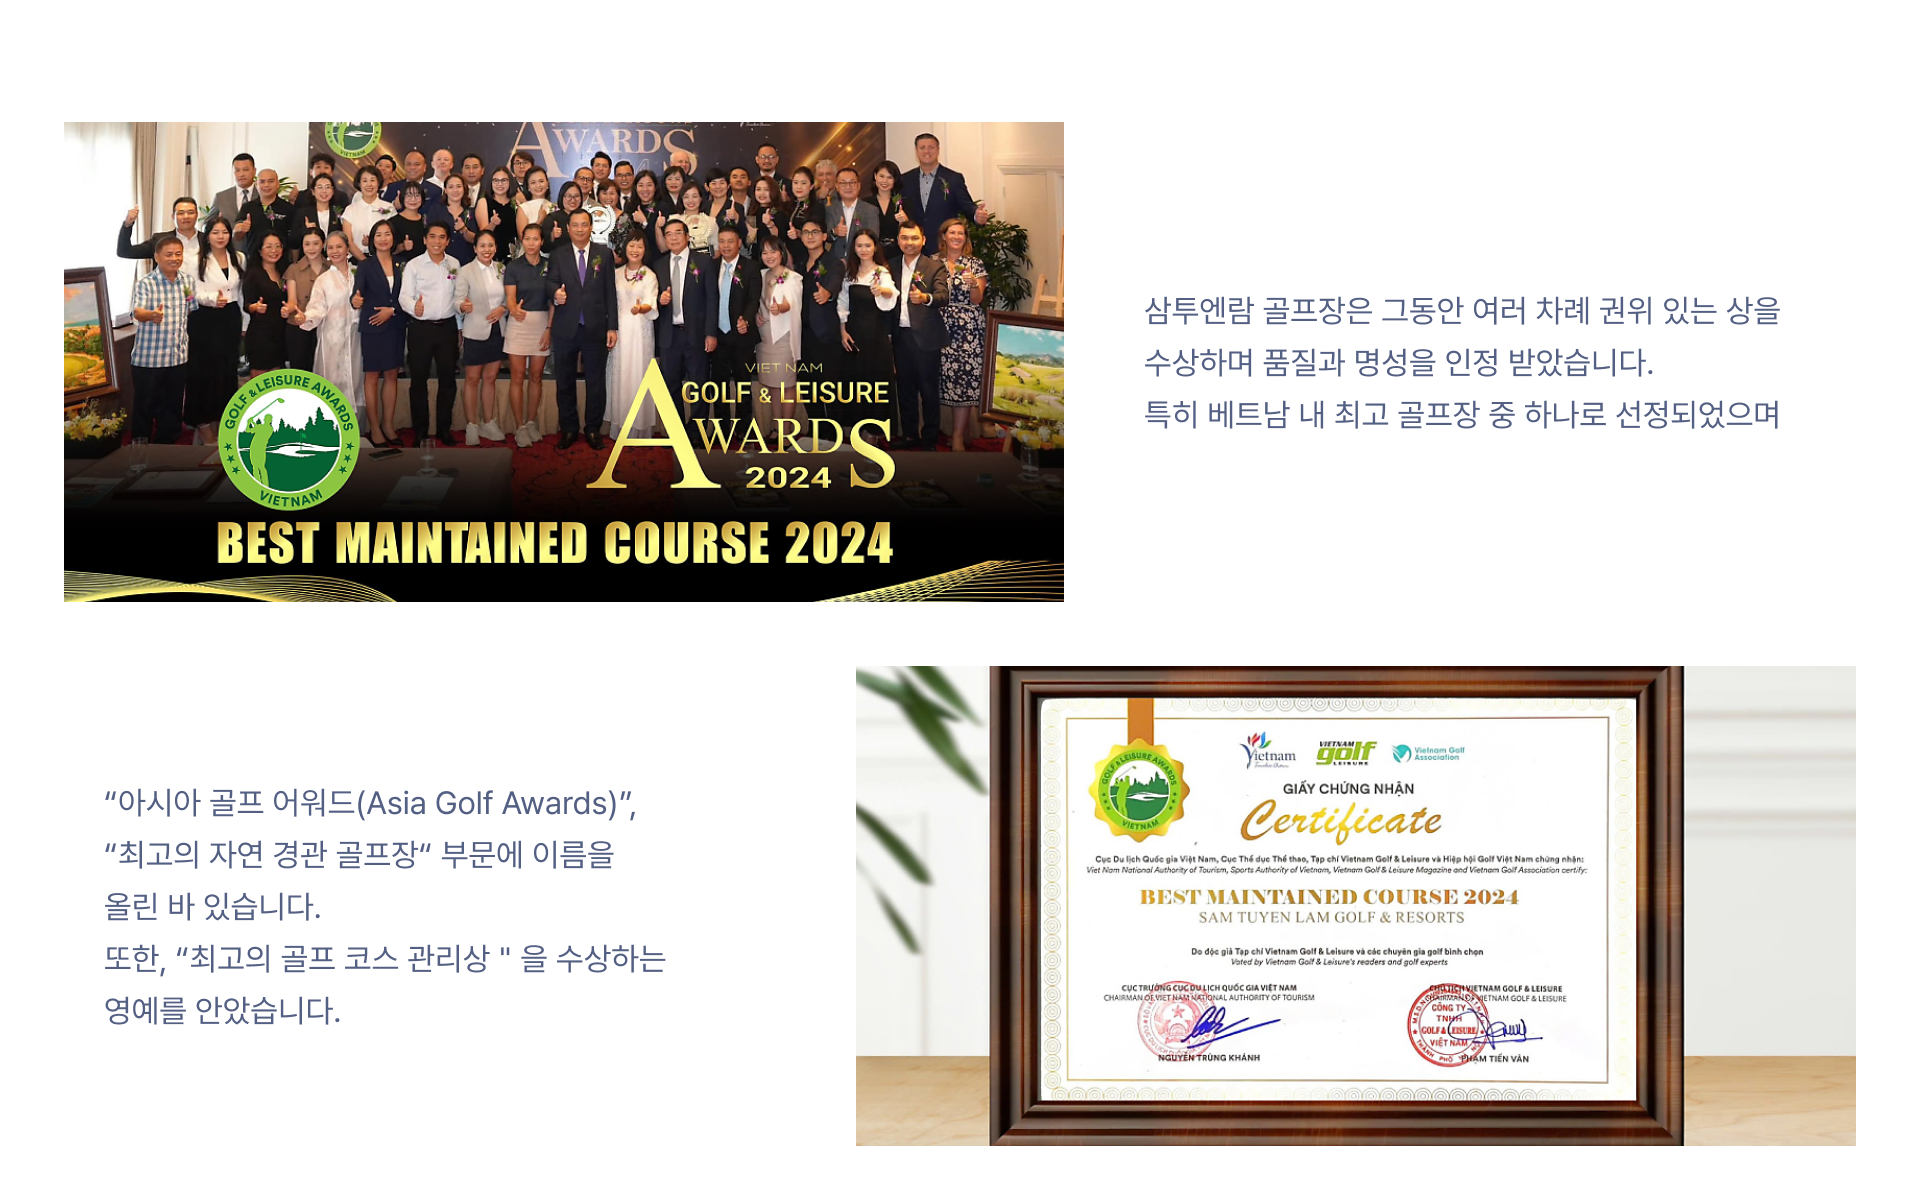 AWARDS
VIETNAM
GOLF & LEISURE AWARDS
VIETNAM
VIET NAM
GOLF & LEISURE
AWARDS
2024
BEST MAINTAINED COURSE 2024
삼투엔람 골프장은 그동안 여러 차례 권위 있는 상을
수상하며 품질과 명성을 인정 받았습니다.
특히 베트남 내 최고 골프장 중 하나로 선정되었으며
“아시아 골프 어워드(Asia Golf Awards)”,
“최고의 자연 경관 골프장“ 부문에 이름을
올린 바 있습니다.
또한, “최고의 골프 코스 관리상 " 을 수상하는
영예를 안았습니다.
GOLF & LEISURE AWARDS
VIETNAM
Vietnam
VIETNAM
golf
LEISURE
Vietnam Golf
Association
GIẤY CHỨNG NHẬN
Certificate
Cục Du lịch Quốc gia Việt Nam, Cục Thể dục Thể thao, Tạp chí Vietnam Golf & Leisure và Hiệp hội Golf Việt Nam chứng nhận:
Viet Nam National Authority of Tourism, Sports Authority of Vietnam, Vietnam Golf & Leisure Magazine and Vietnam Golf Association certify:
BEST MAINTAINED COURSE 2024
SAM TUYEN LAM GOLF & RESORTS
Do độc giả Tạp chí Vietnam Golf & Leisure và các chuyên gia golf bình chọn
Voted by Vietnam Golf & Leisure's readers and golf experts
CỤC TRƯỞNG CỤC DU LỊCH QUỐC GIA VIỆT NAM
CHAIRMAN OF VIET NAM NATIONAL AUTHORITY OF TOURISM
CHỦ TỊCH VIETNAM GOLF & LEISURE
CHAIRMAN OF VIETNAM GOLF & LEISURE
CÔNG TY
TNHH
GOLF & LEISURE
VIỆT NAM
NGUYỄN TRÙNG KHÁNH
PHẠM TIẾN VÂN